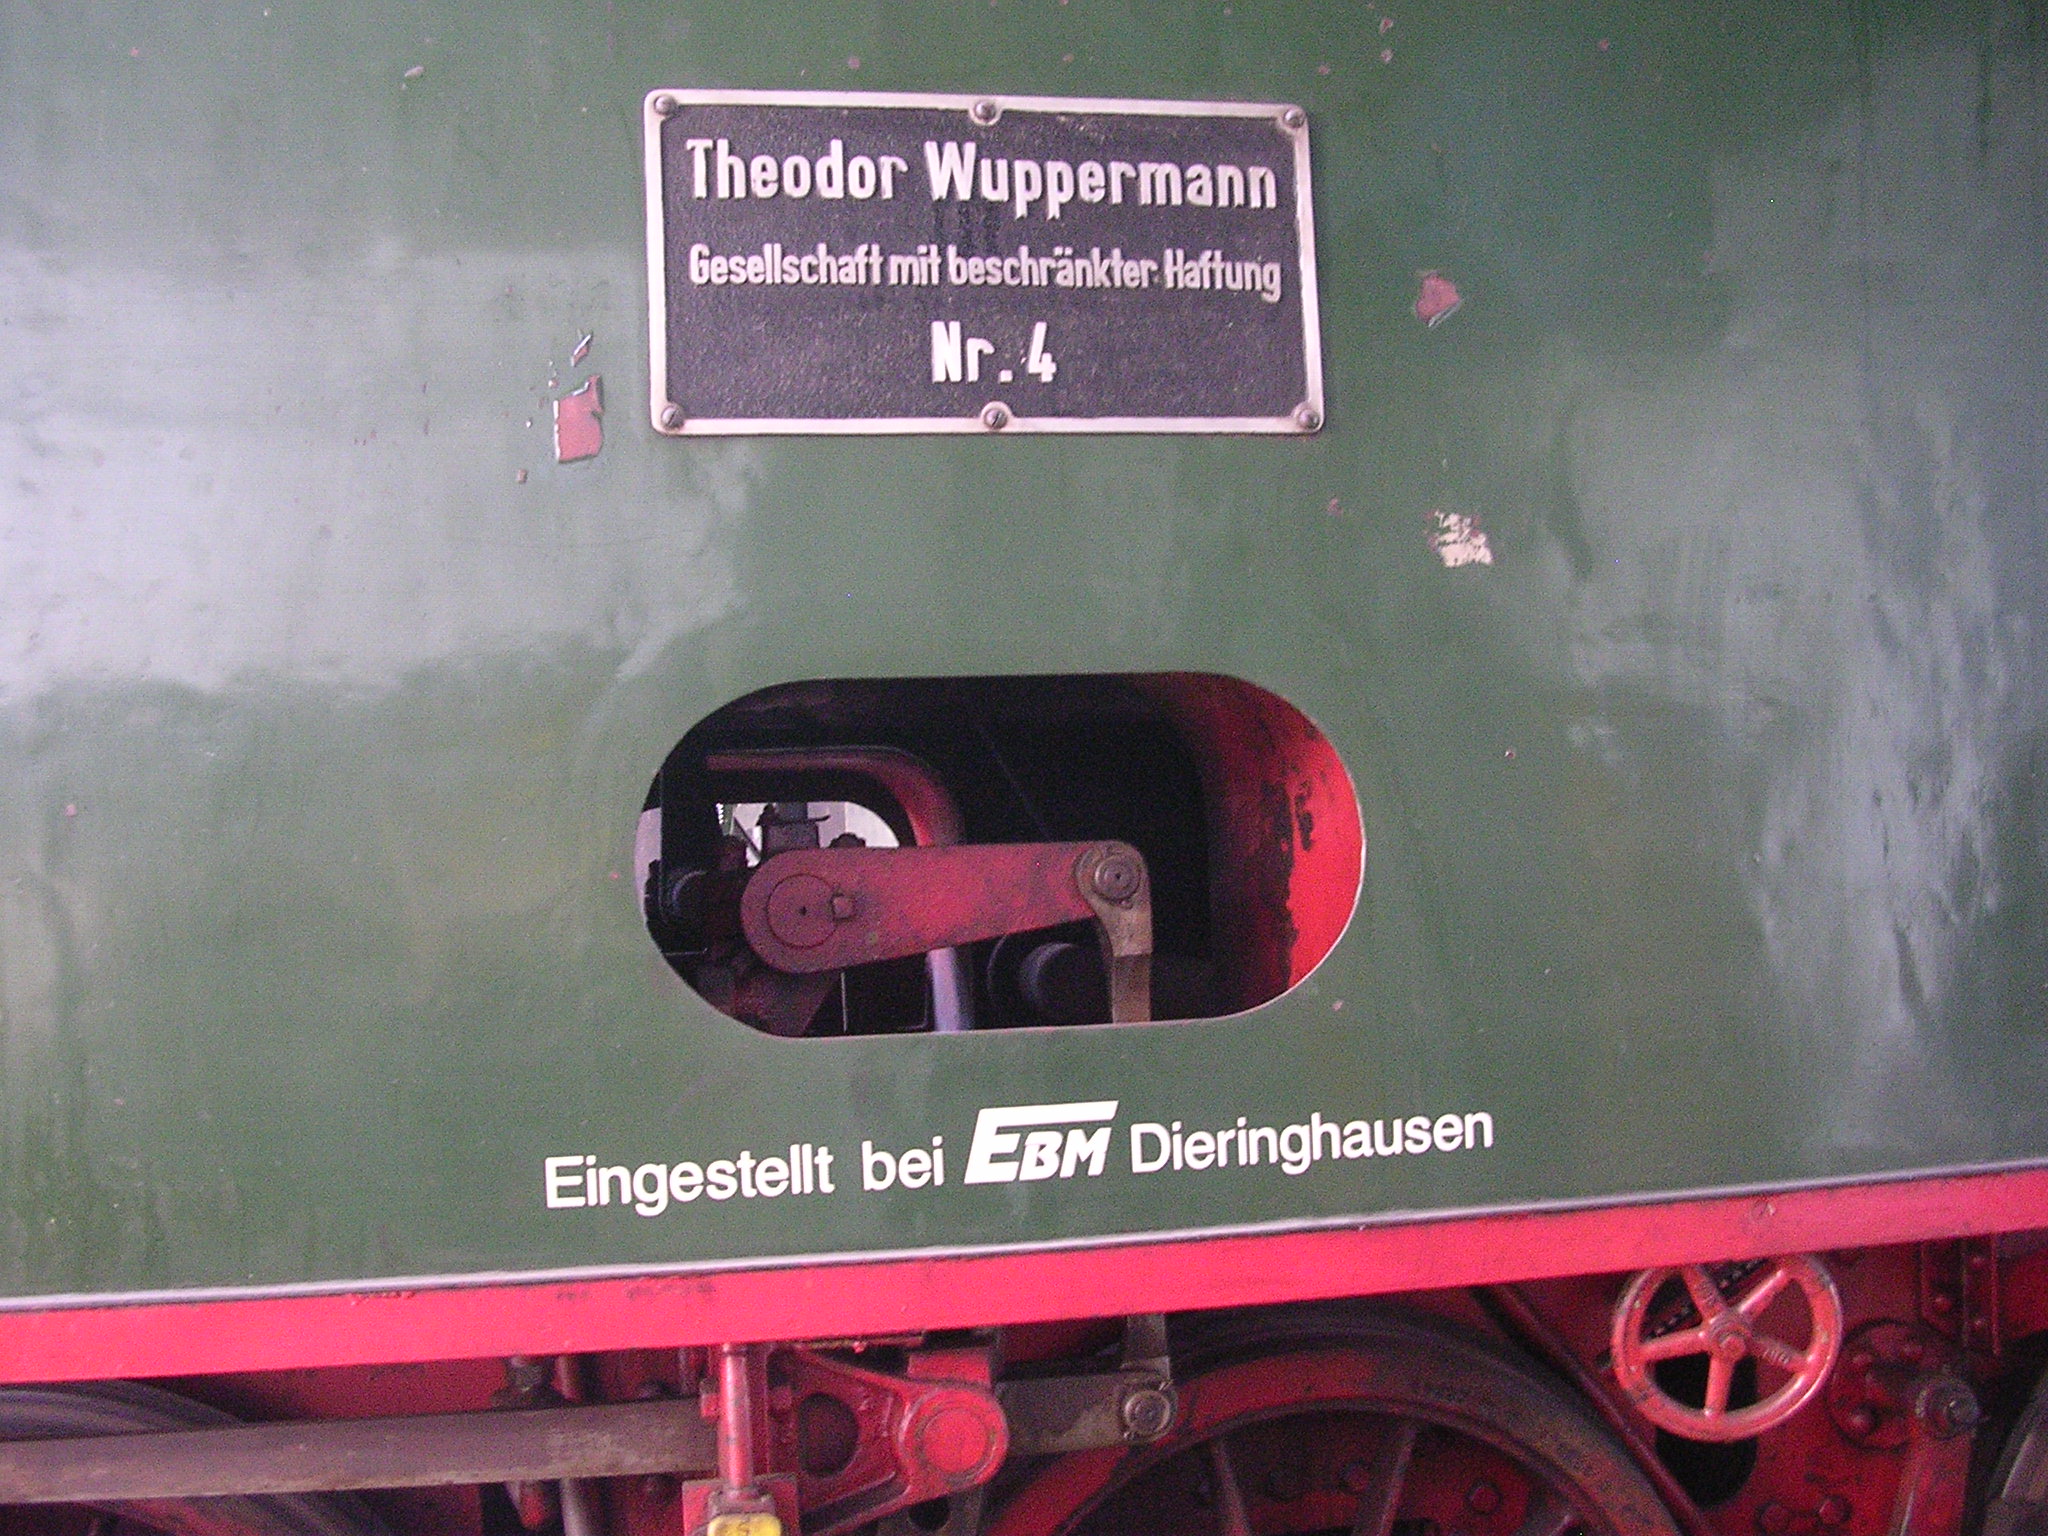 Theodor Wuppermann
Gesellschaft mit beschränkter Haftung
Nr. 4
Eingestellt bei EBM Dieringhausen